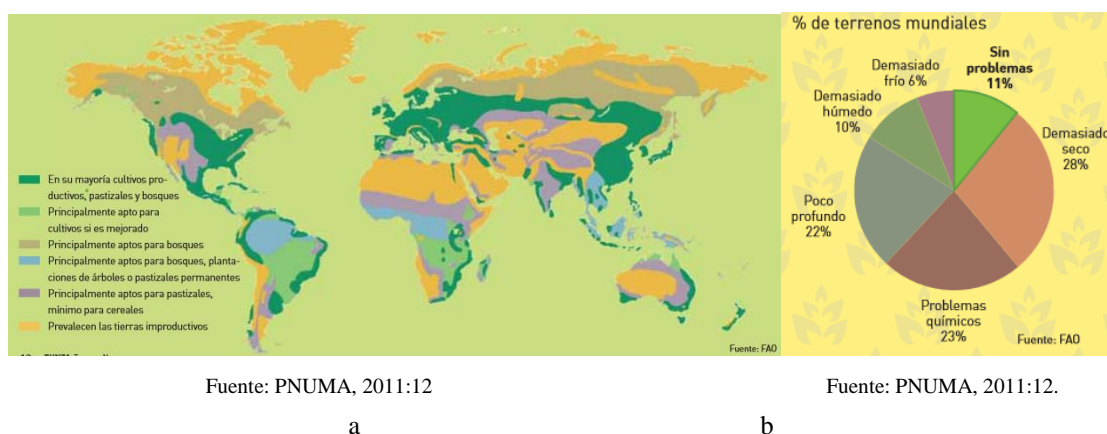 En su mayoría cultivos pro-
ductivos, pastizales y bosques
Principalmente apto para
cultivos si es mejorado
Principalmente aptos para bosques
Principalmente aptos para bosques, planta-
ciones de árboles o pastizales permanentes
Principalmente aptos para pastizales,
mínimo para cereales
Prevalecen las tierras improductivos
Fuente: FAO
% de terrenos mundiales
Sin
problemas
11%
Demasiado
frío 6%
Demasiado
húmedo
10%
Demasiado
seco
28%
Poco
profundo
22%
Problemas
químicos
23%
Fuente: FAO
Fuente: PNUMA, 2011:12
Fuente: PNUMA, 2011:12.
a
b